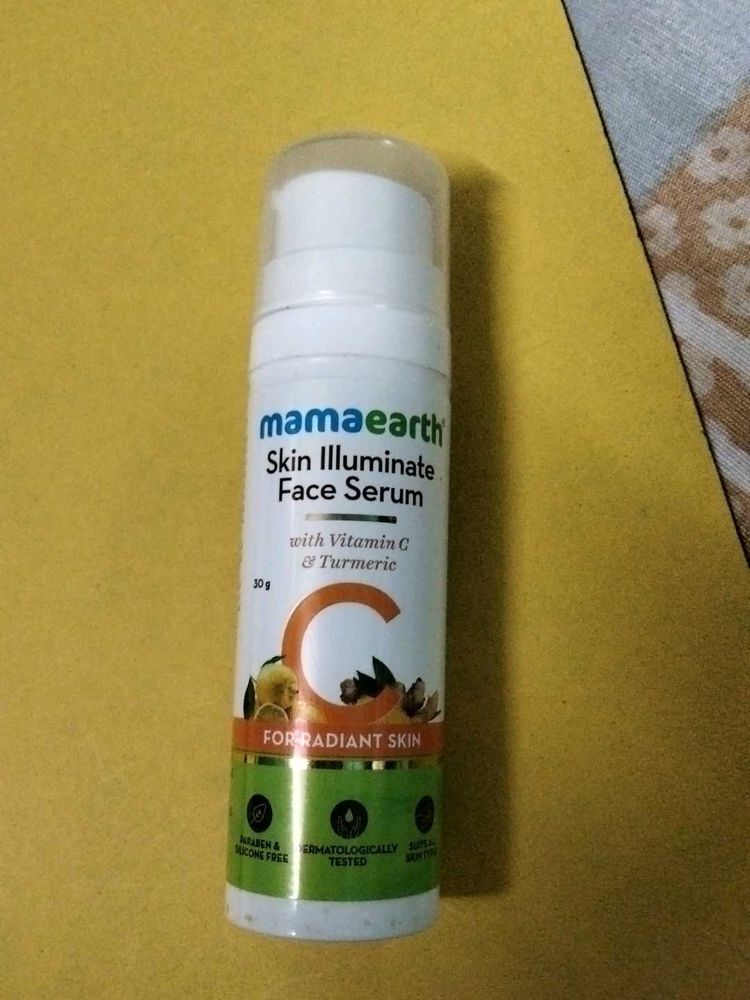 mamaearth®
Skin Illuminate
Face Serum
with Vitamin C
& Turmeric
30 g
C
FOR RADIANT SKIN
PARABEN &
SILICONE FREE
DERMATOLOGICALLY
TESTED
SUITS ALL
SKIN TYPES